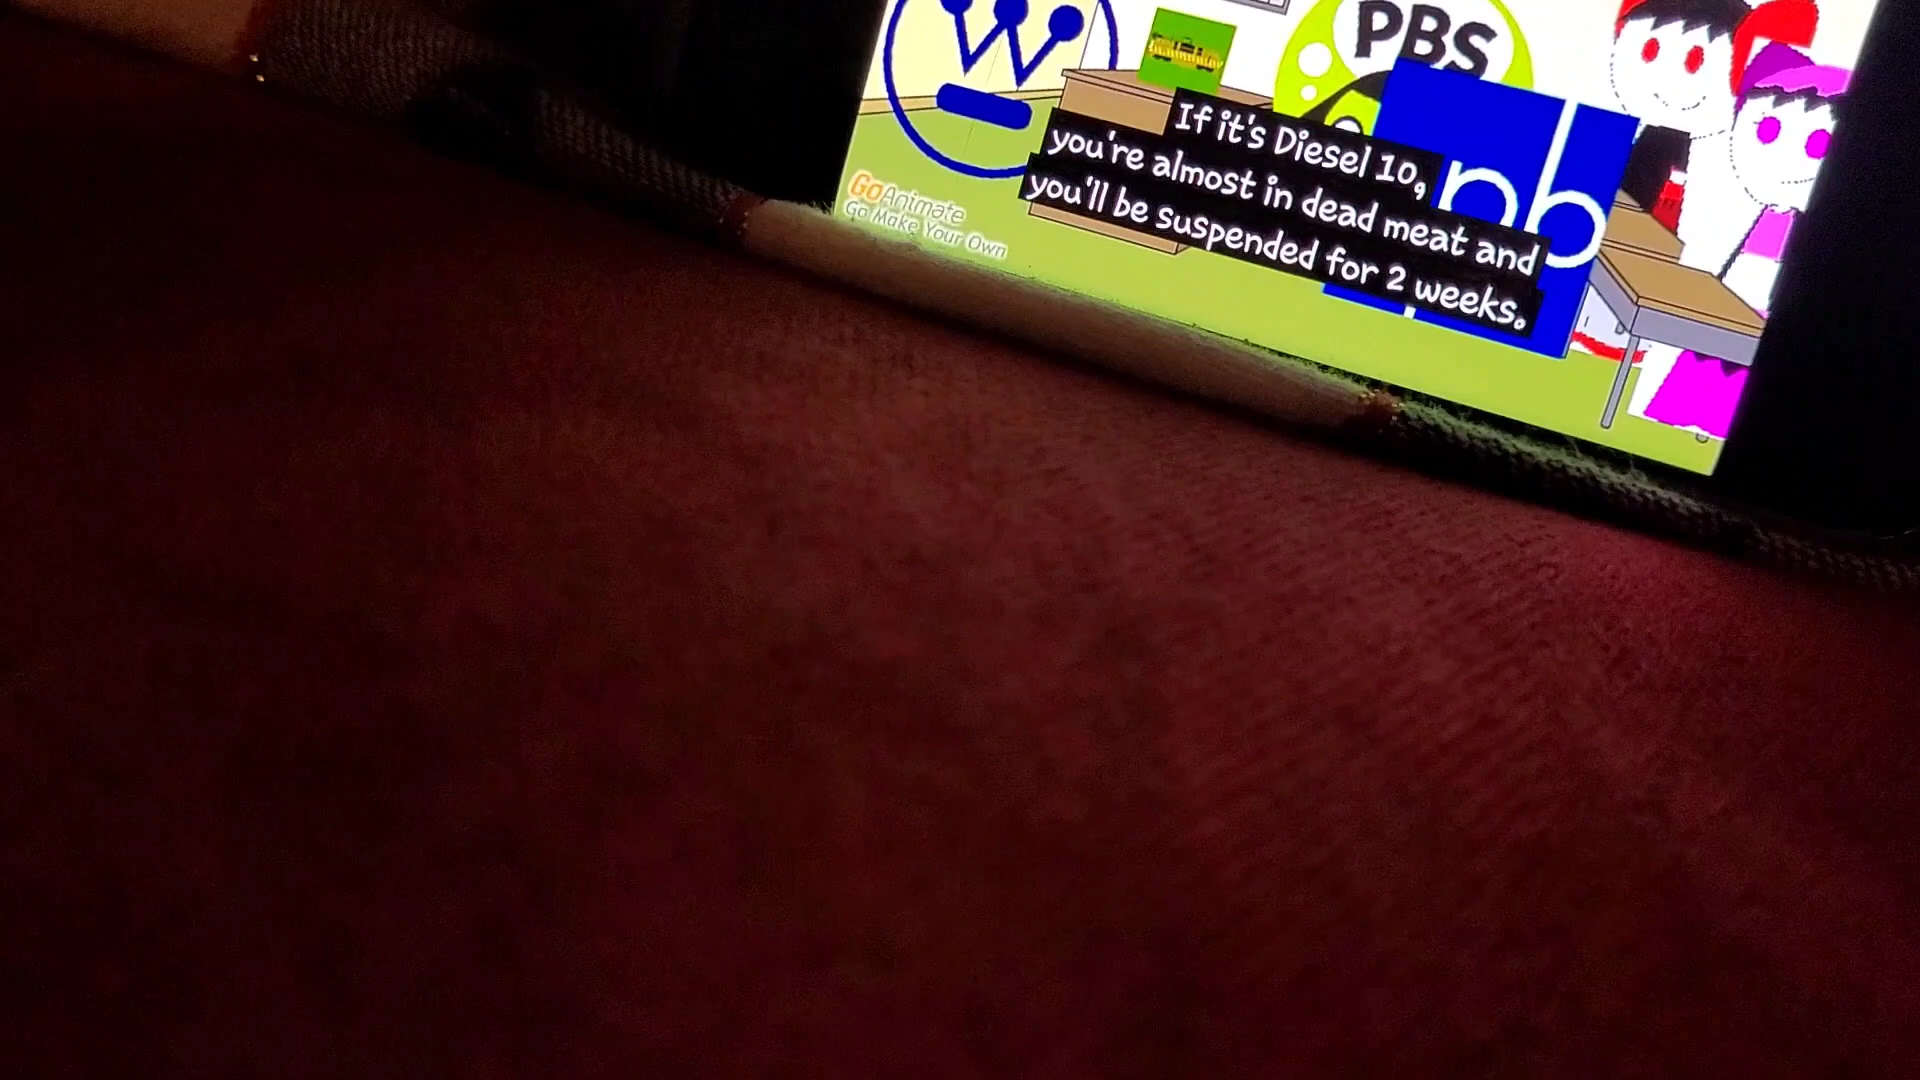 PBS
If it's Diesel 10,
you're almost in dead meat and
you'll be suspended for 2 weeks.
GoAnimate
Go Make Your Own